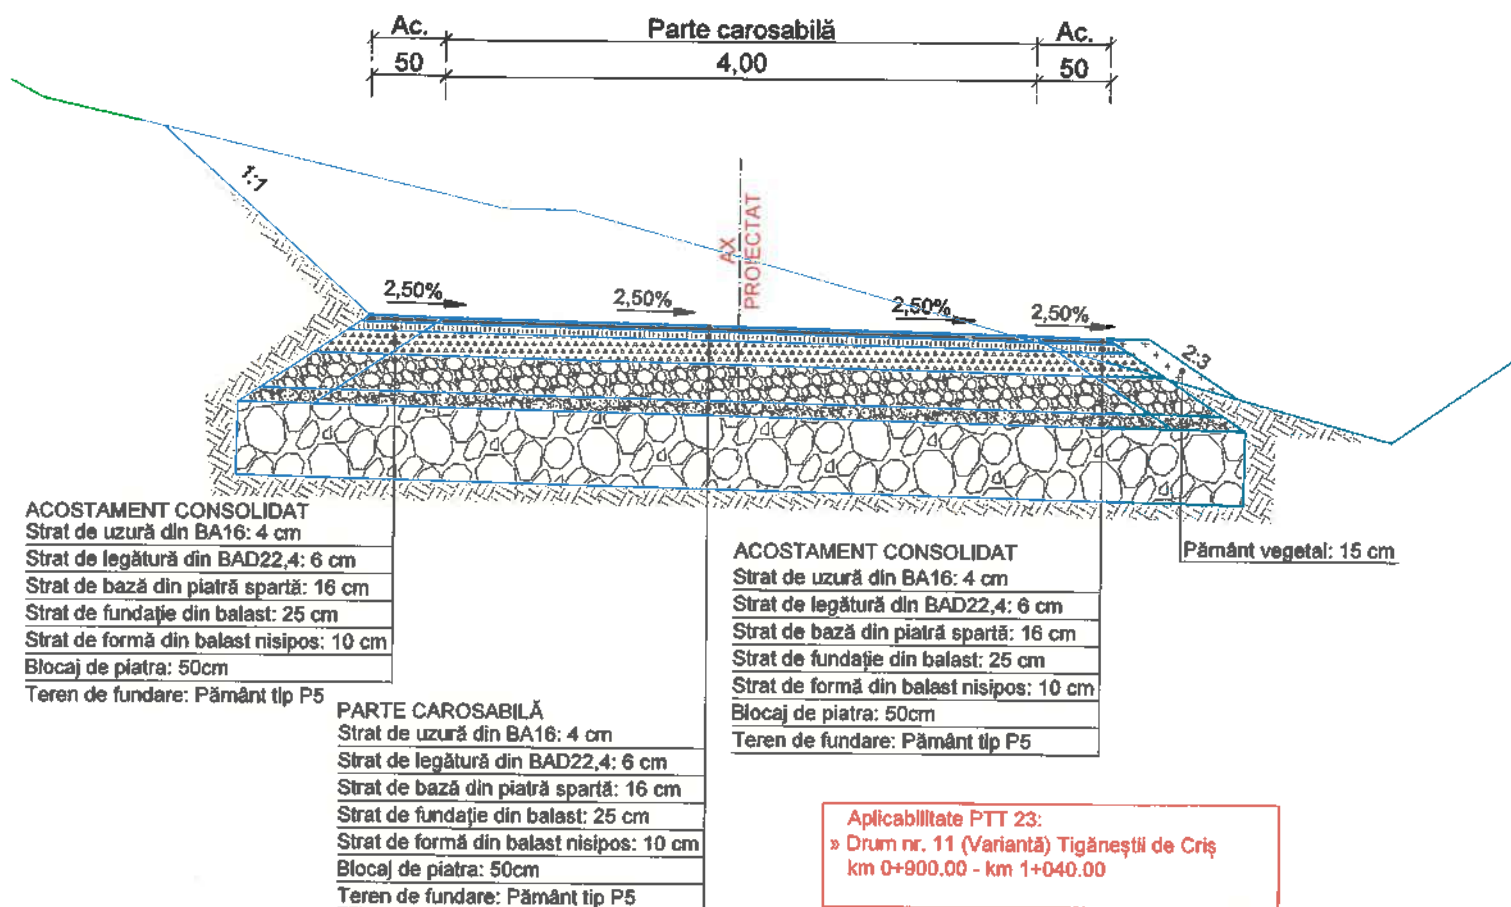 Ac.
Parte carosabilă
Ac.
50
4,00
50
1:1
AX
PROIECTAT
2,50%
2,50%
2,50%
2,50%
2:3
ACOSTAMENT CONSOLIDAT
Strat de uzură din BA16: 4 cm
Strat de legătură din BAD22,4: 6 cm
Strat de bază din piatră spartă: 16 cm
Strat de fundație din balast: 25 cm
Strat de formă din balast nisipos: 10 cm
Blocaj de piatra: 50cm
Teren de fundare: Pământ tip P5
PARTE CAROSABILĂ
Strat de uzură din BA16: 4 cm
Strat de legătură din BAD22,4: 6 cm
Strat de bază din piatră spartă: 16 cm
Strat de fundație din balast: 25 cm
Strat de formă din balast nisipos: 10 cm
Blocaj de piatra: 50cm
Teren de fundare: Pământ tip P5
ACOSTAMENT CONSOLIDAT
Strat de uzură din BA16: 4 cm
Strat de legătură din BAD22,4: 6 cm
Strat de bază din piatră spartă: 16 cm
Strat de fundație din balast: 25 cm
Strat de formă din balast nisipos: 10 cm
Blocaj de piatra: 50cm
Teren de fundare: Pământ tip P5
Pământ vegetal: 15 cm
Aplicabilitate PTT 23:
» Drum nr. 11 (Variantă) Tigăneștii de Criș
km 0+900.00 - km 1+040.00